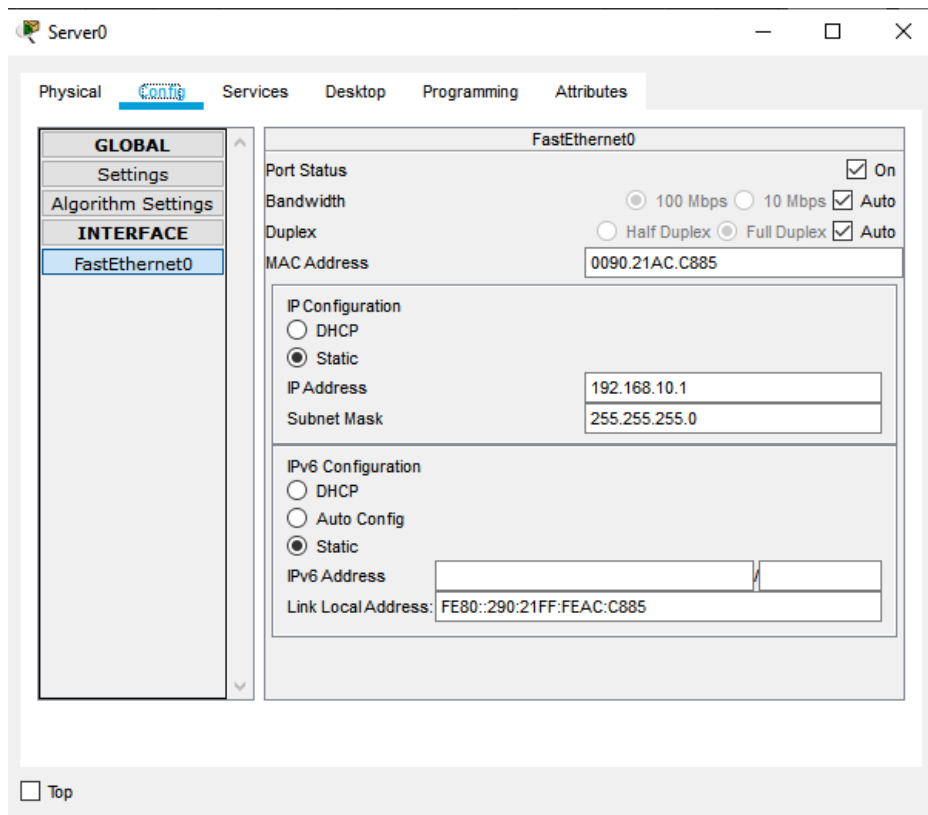 Server0
Physical Config Services Desktop Programming Attributes
GLOBAL
Settings
Algorithm Settings
INTERFACE
FastEthernet0
FastEthernet0
Port Status On
Bandwidth 100 Mbps 10 Mbps Auto
Duplex Half Duplex Full Duplex Auto
MAC Address 0090.21AC.C885
IP Configuration
DHCP
Static
IP Address 192.168.10.1
Subnet Mask 255.255.255.0
IPv6 Configuration
DHCP
Auto Config
Static
IPv6 Address /
Link Local Address: FE80::290:21FF:FEAC:C885
Top